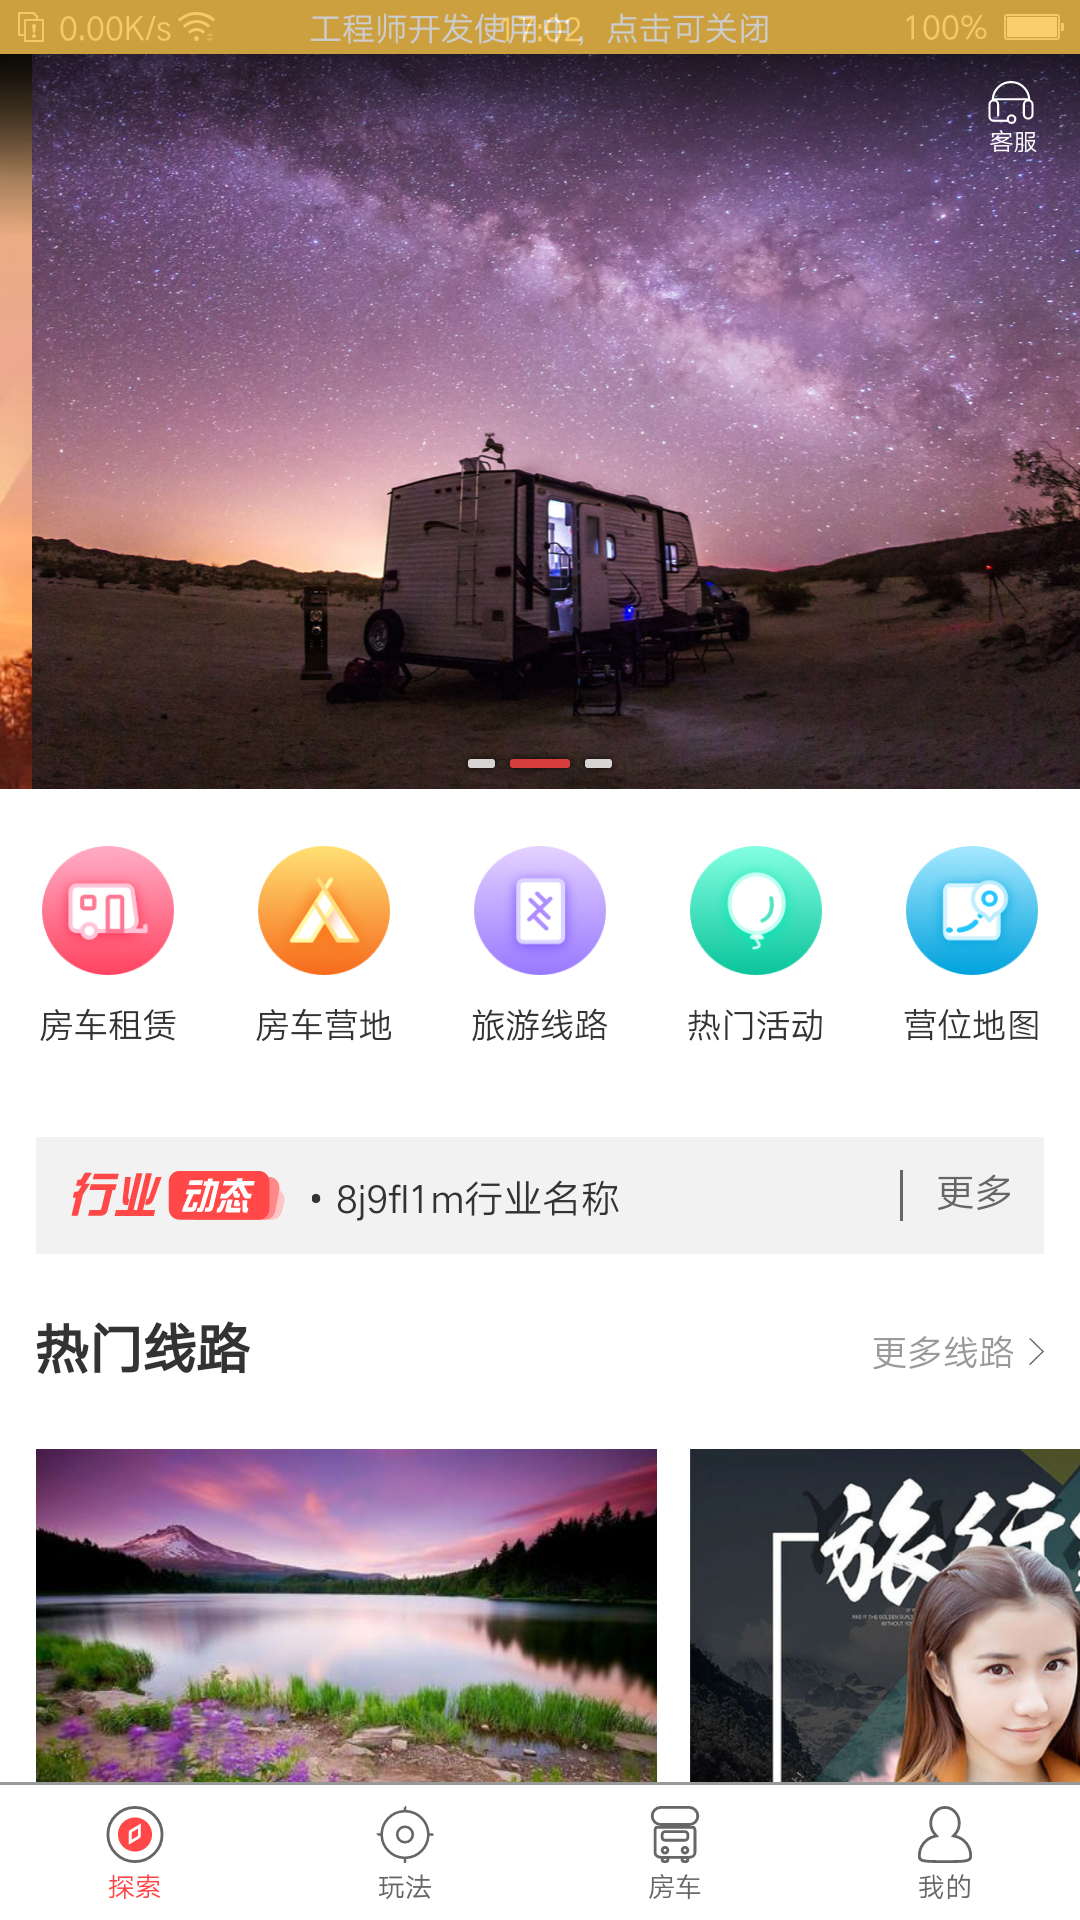 0.00K/s 工程师开发使用中，点击可关闭 17:02 100%
客服
房车租赁 房车营地 旅游线路 热门活动 营位地图
行业 动态 • 8j9fl1m行业名称 更多
热门线路 更多线路
旅行
探索 玩法 房车 我的